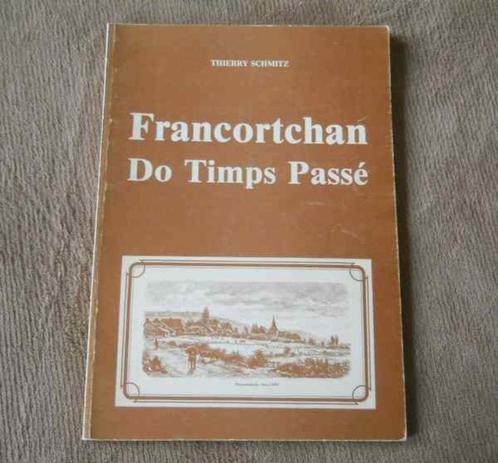 THIERRY SCHMITZ
Francortchan
Do Timps Passé